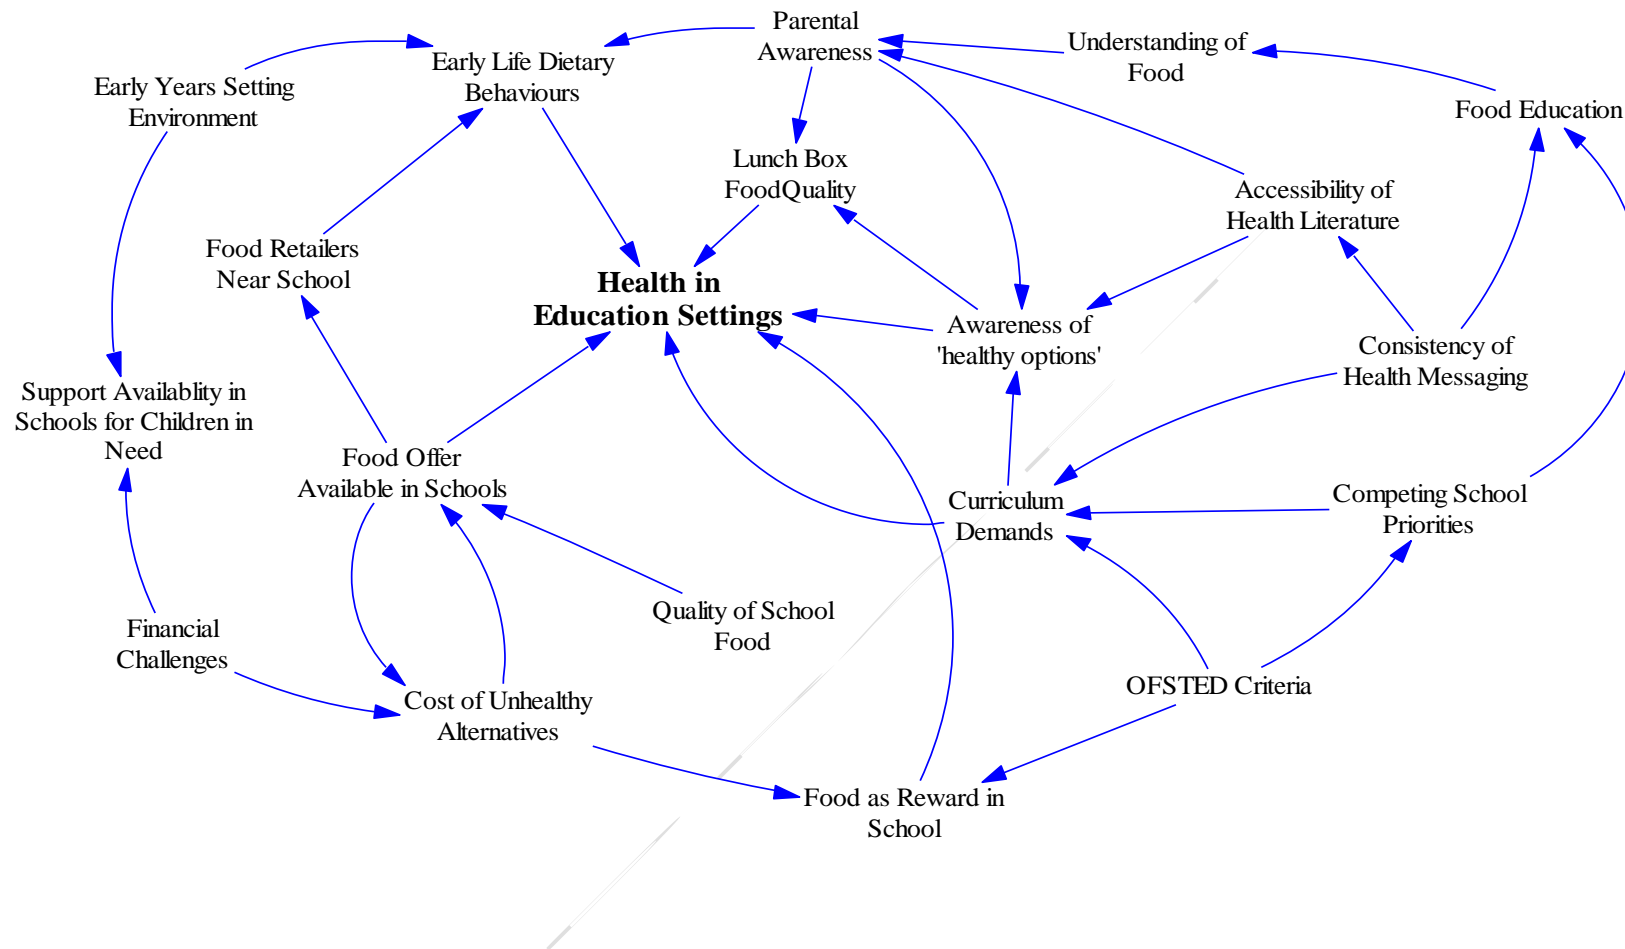 Parental
Awareness
Understanding of
Food
Early Life Dietary
Behaviours
Early Years Setting
Environment
Food Education
Lunch Box
FoodQuality
Accessibility of
Health Literature
Food Retailers
Near School
Health in
Education Settings
Awareness of
'healthy options'
Consistency of
Health Messaging
Support Availablity in
Schools for Children in
Need
Food Offer
Available in Schools
Curriculum
Demands
Competing School
Priorities
Quality of School
Food
Financial
Challenges
OFSTED Criteria
Cost of Unhealthy
Alternatives
Food as Reward in
School